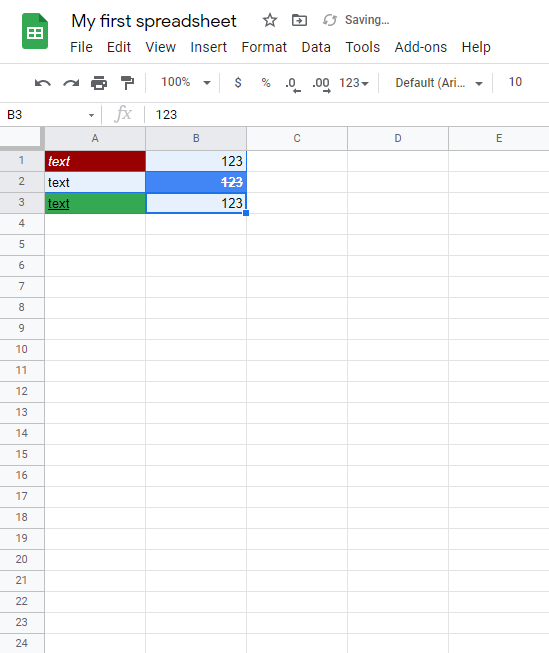 My first spreadsheet Saving...
File Edit View Insert Format Data Tools Add-ons Help
100% $ % .0 .00 123 Default (Ari... 10
B3 fx 123
A B C D E
1 text 123
2 text 123
3 text 123
4
5
6
7
8
9
10
11
12
13
14
15
16
17
18
19
20
21
22
23
24